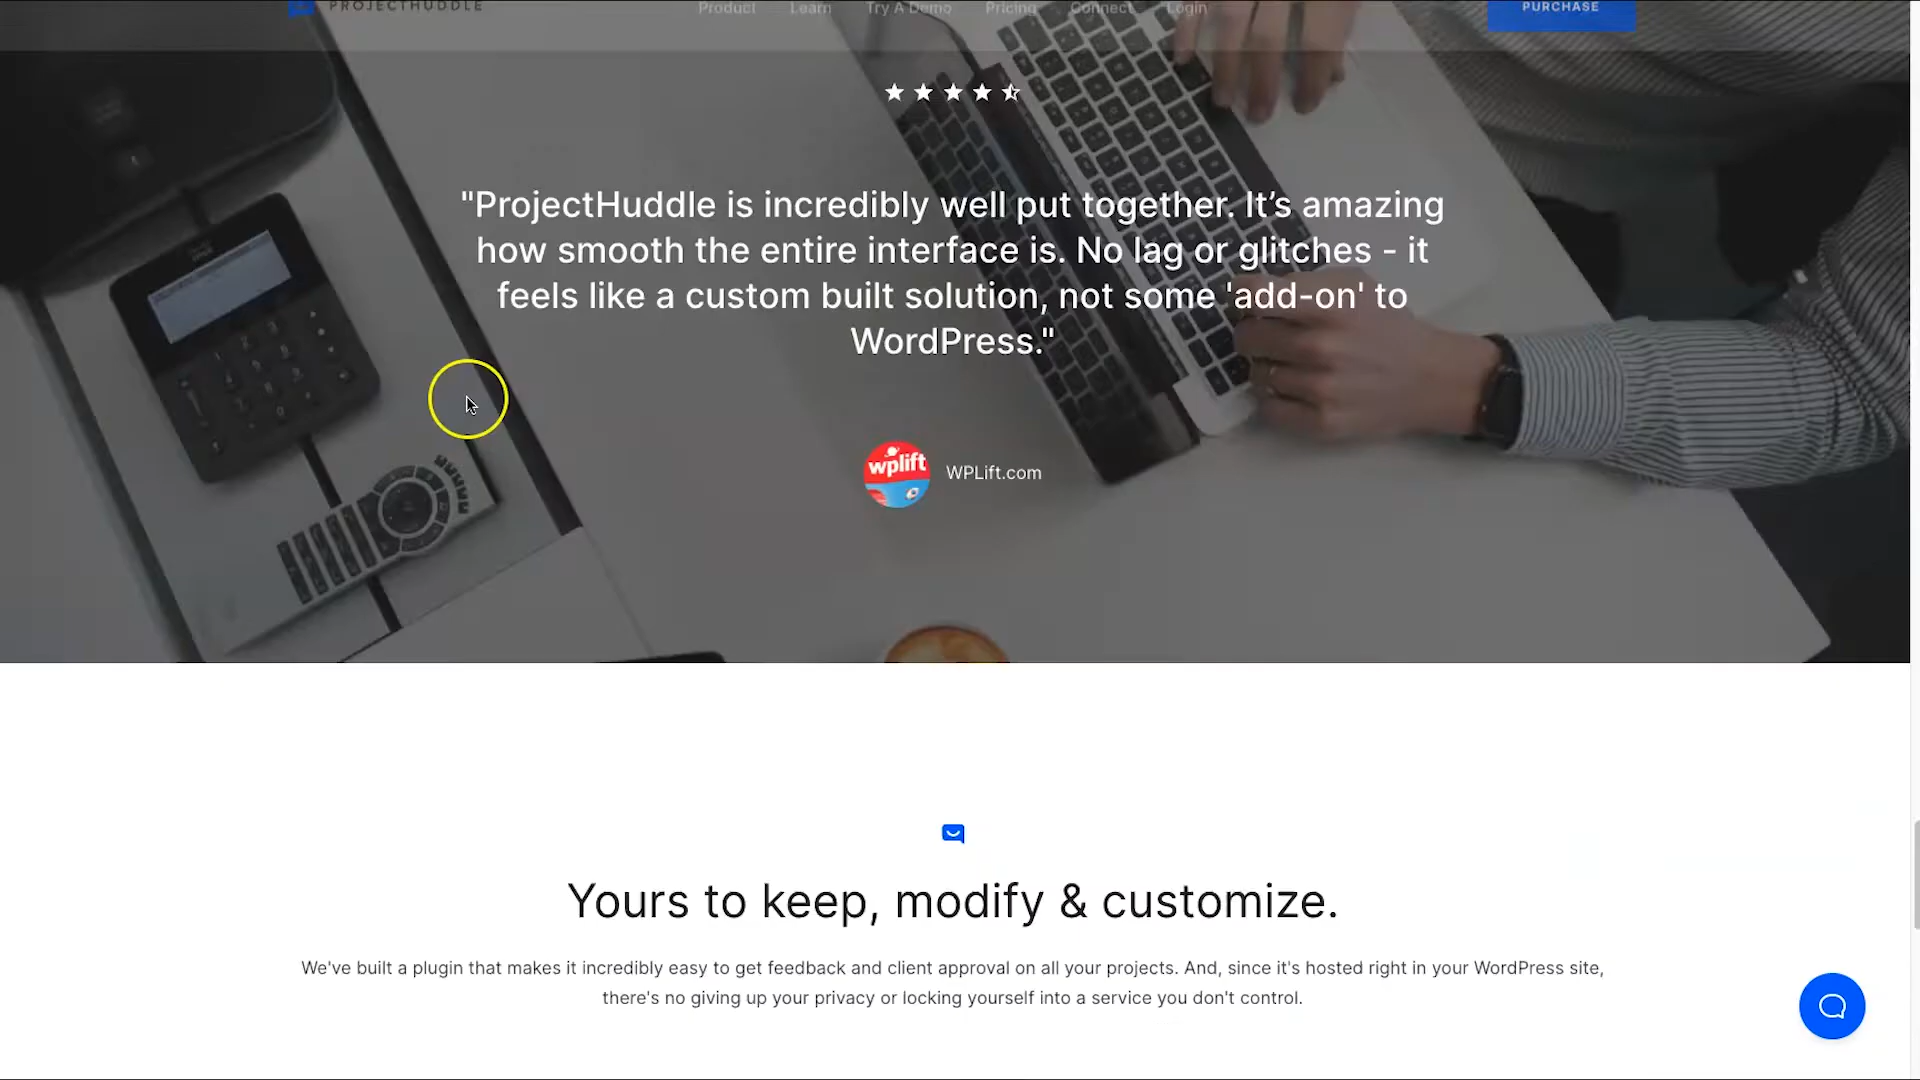 PROJECTHUDDLE
Product Learn Try A Demo Pricing Connect Login
PURCHASE
"ProjectHuddle is incredibly well put together. It’s amazing
how smooth the entire interface is. No lag or glitches - it
feels like a custom built solution, not some 'add-on' to
WordPress."
wplift
WPLift.com
Yours to keep, modify & customize.
We've built a plugin that makes it incredibly easy to get feedback and client approval on all your projects. And, since it's hosted right in your WordPress site,
there's no giving up your privacy or locking yourself into a service you don't control.